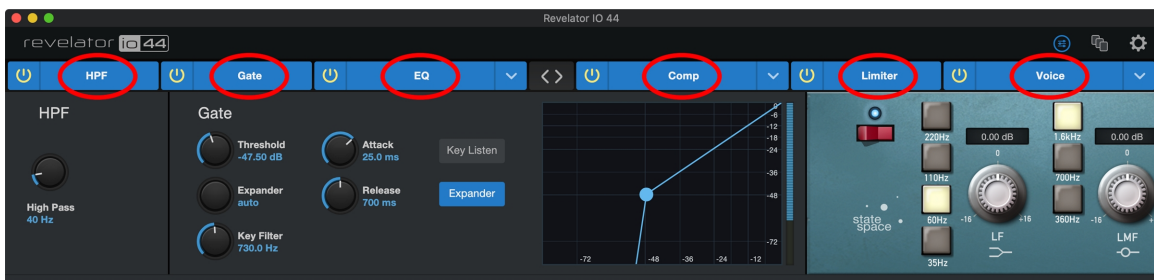 Revelator IO 44
revelator io 44
HPF Gate EQ Comp Limiter Voice
HPF
High Pass
40 Hz
Gate
Threshold
-47.50 dB
Attack
25.0 ms
Key Listen
Expander
auto
Release
700 ms
Expander
Key Filter
730.0 Hz
0
-6
-12
-18
-24
-36
-48
-72
-72 -48 -36 -24 -12
state
space
220Hz
110Hz
60Hz
35Hz
0.00 dB
0
-16 +16
LF
1.6kHz
700Hz
360Hz
0.00 dB
0
-16
LMF